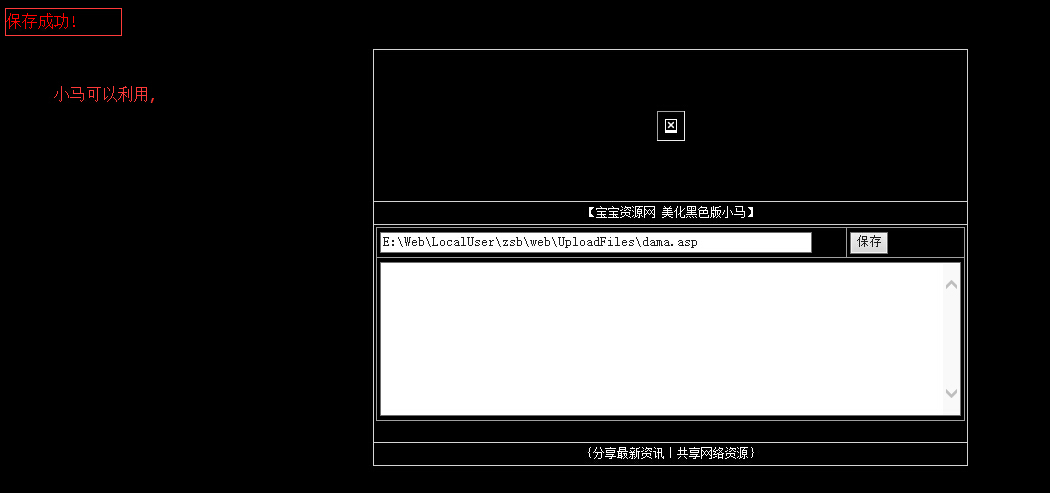 保存成功!
小马可以利用,
【宝宝资源网 美化黑色版小马】
E:\Web\LocalUser\zsb\web\UploadFiles\dama.asp
保存
{分享最新资讯|共享网络资源}